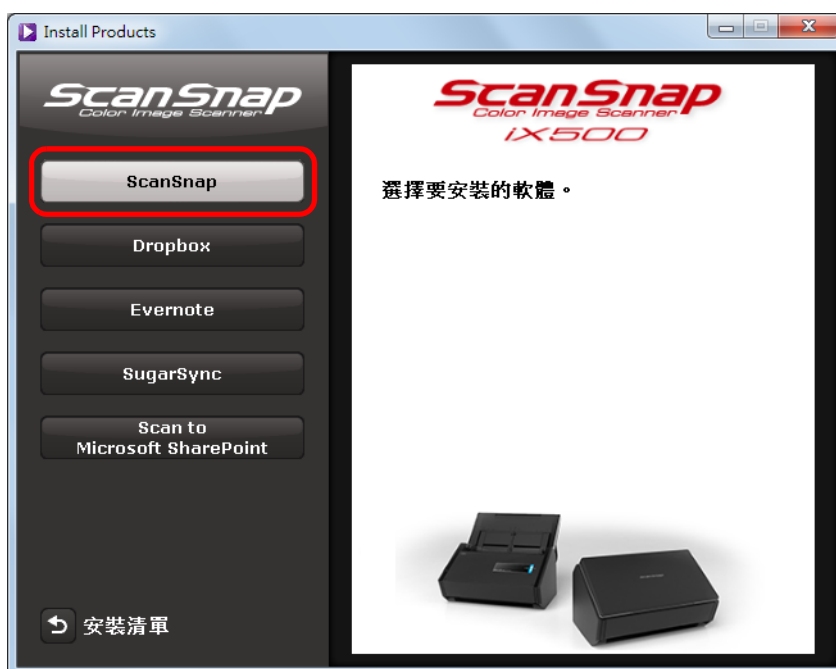 Install Products
ScanSnap
Color Image Scanner
ScanSnap
Dropbox
Evernote
SugarSync
Scan to
Microsoft SharePoint
安裝清單
ScanSnap
Color Image Scanner
iX500
選擇要安裝的軟體。